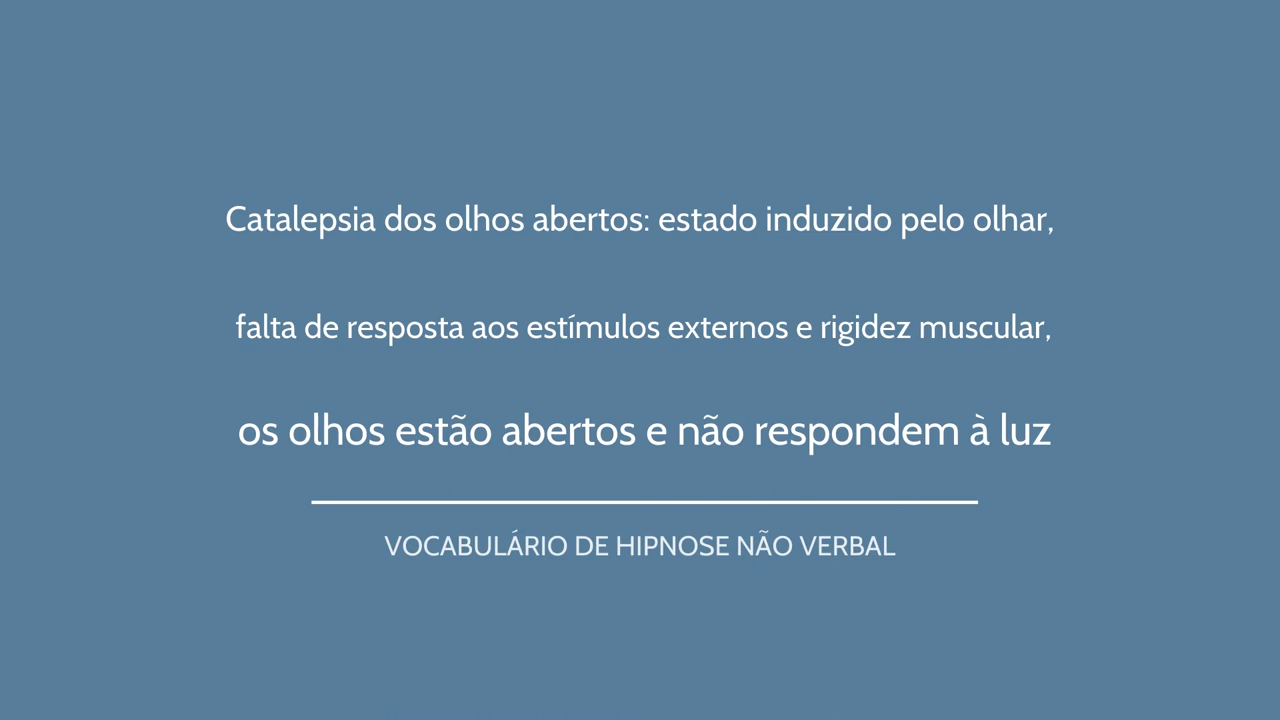 Catalepsia dos olhos abertos: estado induzido pelo olhar,
falta de resposta aos estímulos externos e rigidez muscular,
os olhos estão abertos e não respondem à luz
VOCABULÁRIO DE HIPNOSE NÃO VERBAL